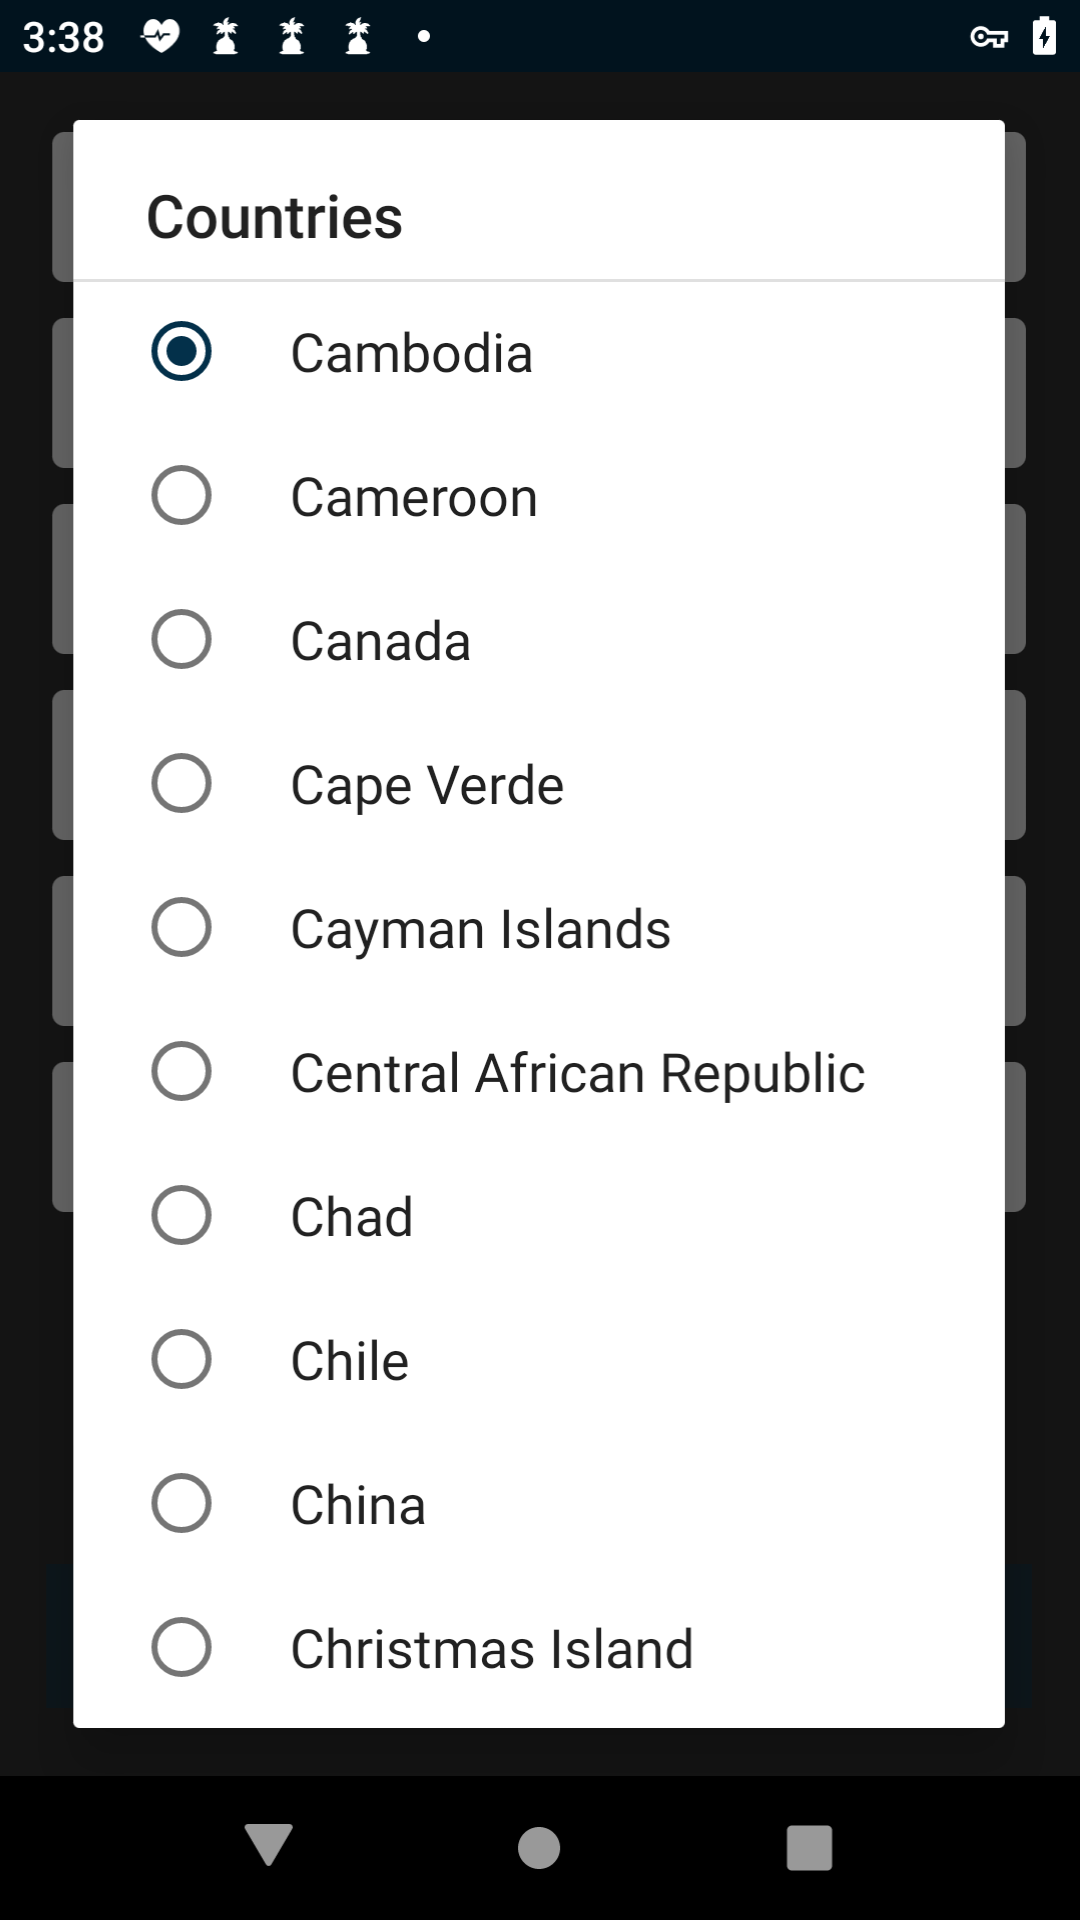 3:38
Countries
Cambodia
Cameroon
Canada
Cape Verde
Cayman Islands
Central African Republic
Chad
Chile
China
Christmas Island